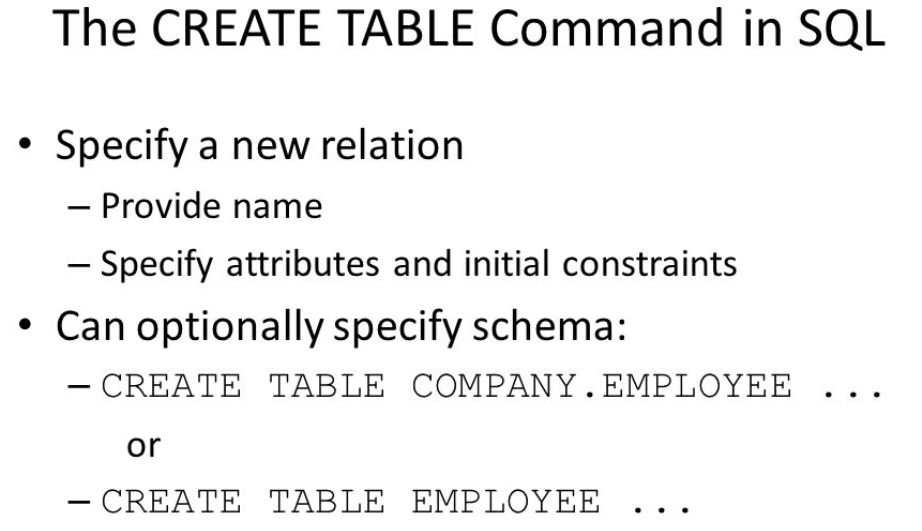 The CREATE TABLE Command in SQL
• Specify a new relation
– Provide name
– Specify attributes and initial constraints
• Can optionally specify schema:
– CREATE TABLE COMPANY.EMPLOYEE ...
or
– CREATE TABLE EMPLOYEE ...